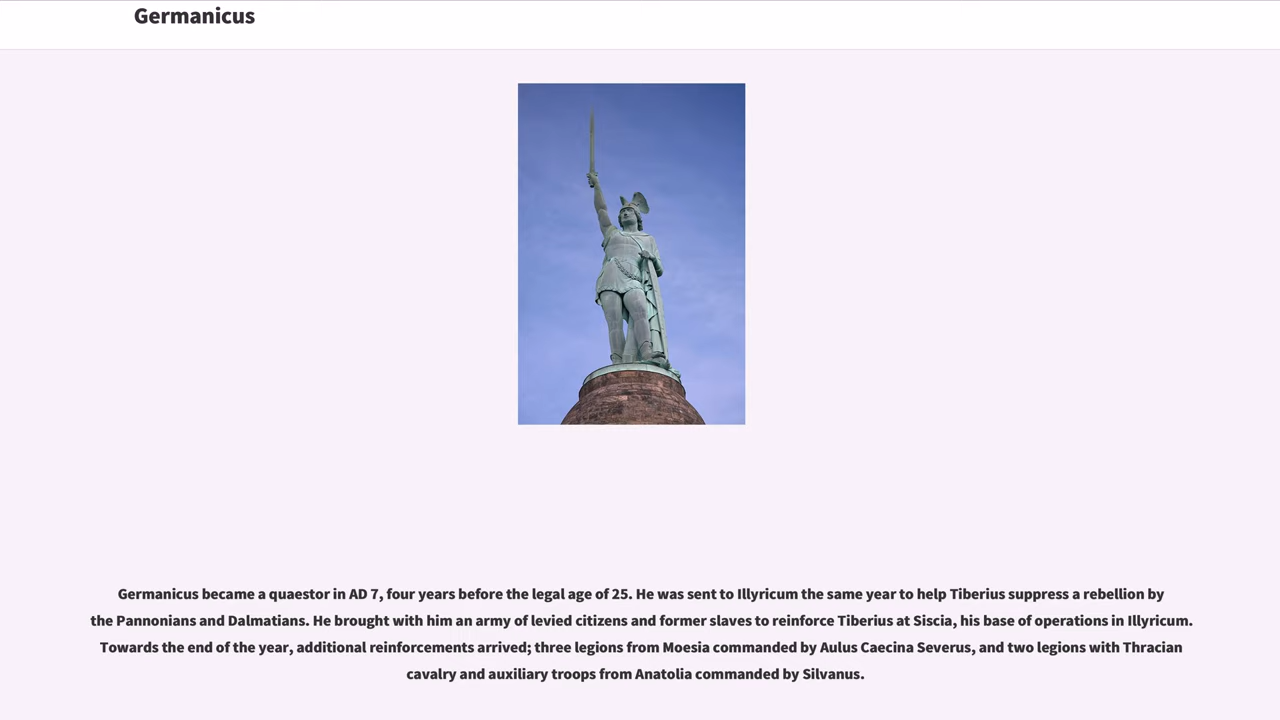 Germanicus
Germanicus became a quaestor in AD 7, four years before the legal age of 25. He was sent to Illyricum the same year to help Tiberius suppress a rebellion by
the Pannonians and Dalmatians. He brought with him an army of levied citizens and former slaves to reinforce Tiberius at Siscia, his base of operations in Illyricum.
Towards the end of the year, additional reinforcements arrived; three legions from Moesia commanded by Aulus Caecina Severus, and two legions with Thracian
cavalry and auxiliary troops from Anatolia commanded by Silvanus.